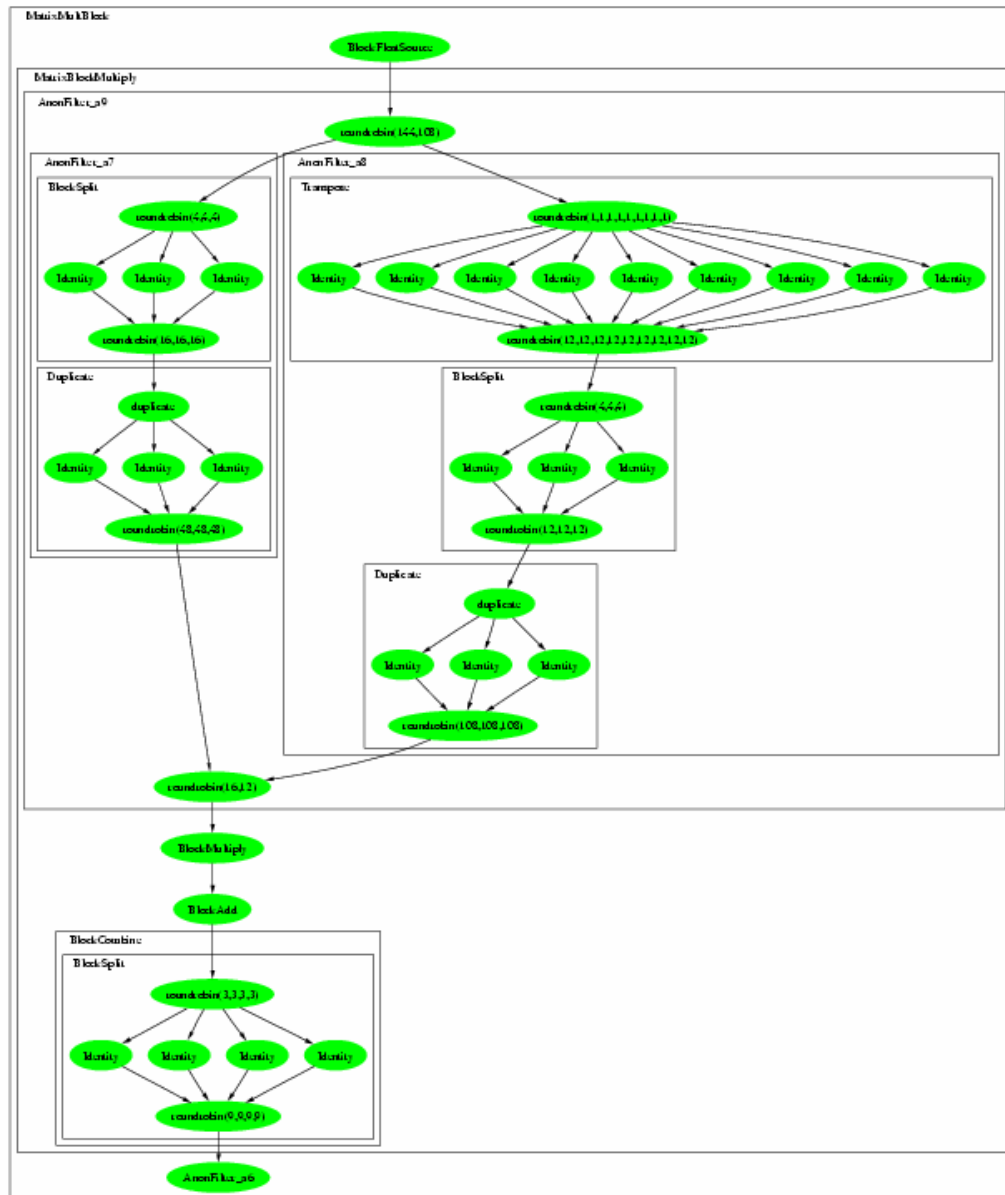 MatrixMultBlock
BlockFloatSource
MatrixBlockMultiply
AnonFilter_a9
roundrobin(144,108)
AnonFilter_a7
AnonFilter_a8
BlockSplit
Transpose
roundrobin(4,4,4)
roundrobin(1,1,1,1,1,1,1,1,1)
Identity Identity Identity Identity Identity Identity Identity Identity Identity Identity Identity Identity
roundrobin(16,16,16)
roundrobin(12,12,12,12,12,12,12,12,12)
Duplicate
BlockSplit
duplicate
roundrobin(4,4,4)
Identity Identity Identity Identity Identity Identity
roundrobin(48,48,48)
roundrobin(12,12,12)
Duplicate
duplicate
Identity Identity Identity
roundrobin(108,108,108)
roundrobin(16,12)
BlockMultiply
BlockAdd
BlockCombine
BlockSplit
roundrobin(3,3,3,3)
Identity Identity Identity Identity
roundrobin(9,9,9,9)
AnonFilter_a6